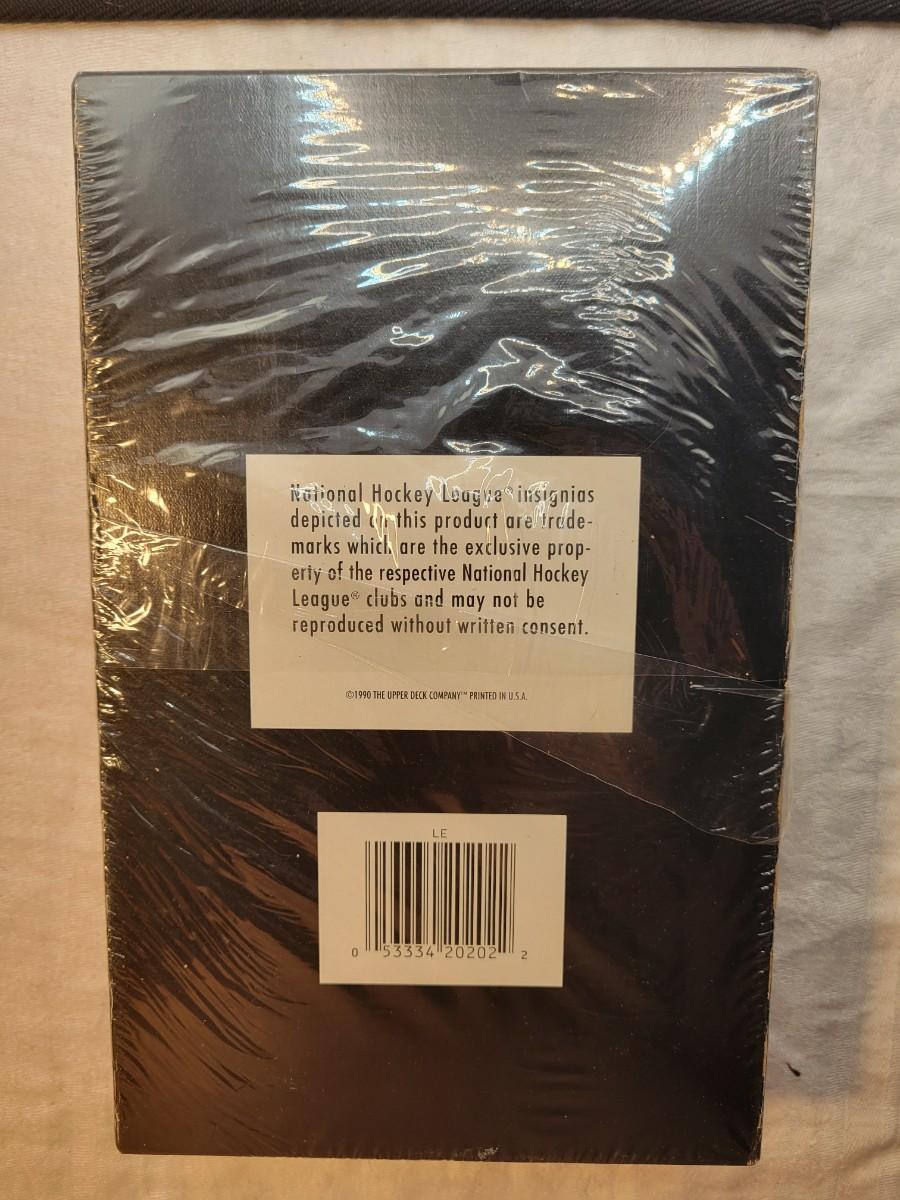 National Hockey League® insignias
depicted on this product are trade-
marks which are the exclusive prop-
erty of the respective National Hockey
League® clubs and may not be
reproduced without written consent.
©1990 THE UPPER DECK COMPANY™ PRINTED IN U.S.A.
LE
0 53334 20202 2